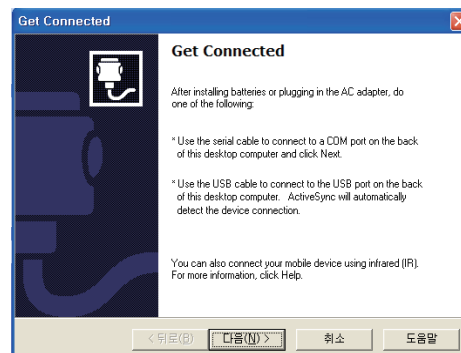 Get Connected
Get Connected
After installing batteries or plugging in the AC adapter, do
one of the following:
* Use the serial cable to connect to a COM port on the back
of this desktop computer and click Next.
* Use the USB cable to connect to the USB port on the back
of this desktop computer. ActiveSync will automatically
detect the device connection.
You can also connect your mobile device using infrared (IR).
For more information, click Help.
< 뒤로(B) 다음(N) > 취소 도움말